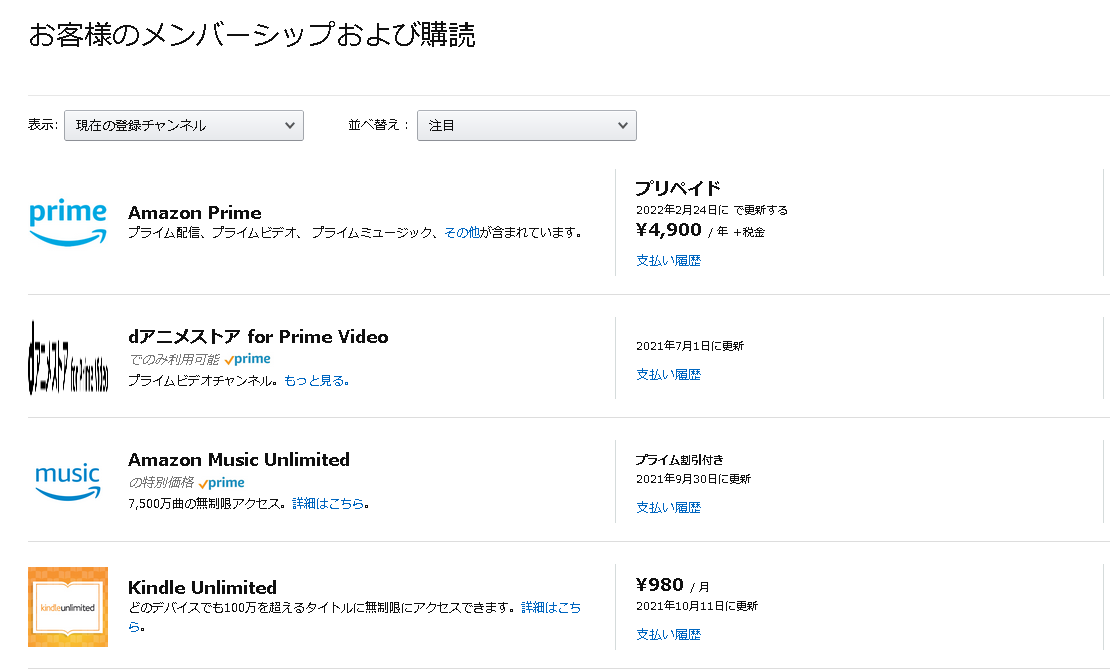 お客様のメンバーシップおよび購読
表示: 現在の登録チャンネル 並べ替え： 注目
prime
Amazon Prime
プライム配信、プライムビデオ、 プライムミュージック、その他が含まれています。
プリペイド
2022年2月24日に で更新する
¥4,900 / 年 +税金
支払い履歴
dアニメストア for Prime Video
dアニメストア for Prime Video
でのみ利用可能 prime
プライムビデオチャンネル。もっと見る。
2021年7月1日に更新
支払い履歴
music
Amazon Music Unlimited
の特別価格 prime
7,500万曲の無制限アクセス。詳細はこちら。
プライム割引付き
2021年9月30日に更新
支払い履歴
kindleunlimited
Kindle Unlimited
どのデバイスでも100万を超えるタイトルに無制限にアクセスできます。詳細はこち
ら。
¥980 / 月
2021年10月11日に更新
支払い履歴